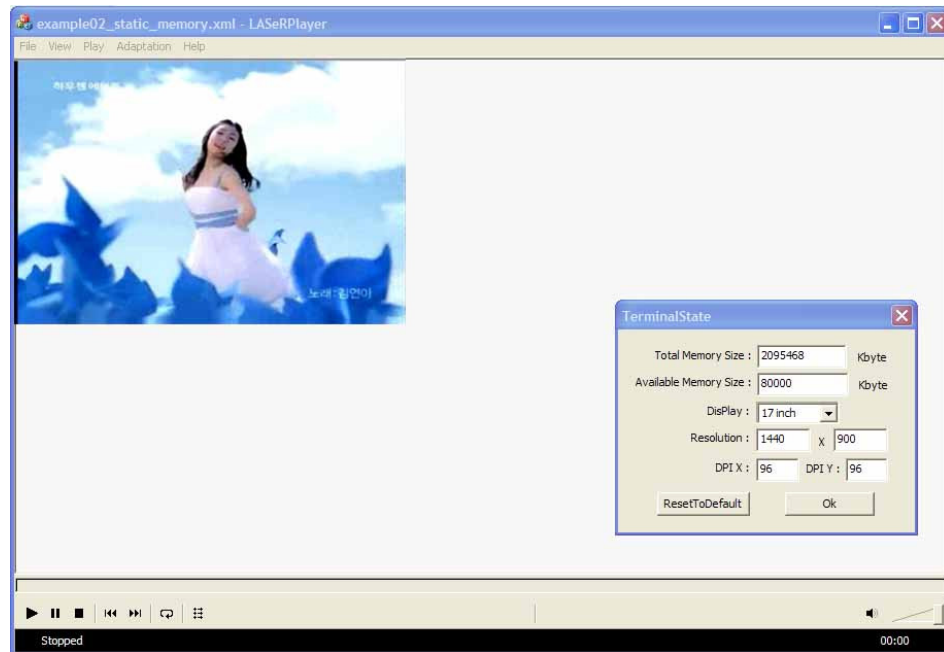 example02_static_memory.xml - LASeRPlayer
File View Play Adaptation Help
노래:김연아
TerminalState
Total Memory Size : 2095468 Kbyte
Available Memory Size : 80000 Kbyte
DisPlay : 17 inch
Resolution : 1440 X 900
DPI X : 96 DPI Y : 96
ResetToDefault Ok
Stopped 00:00